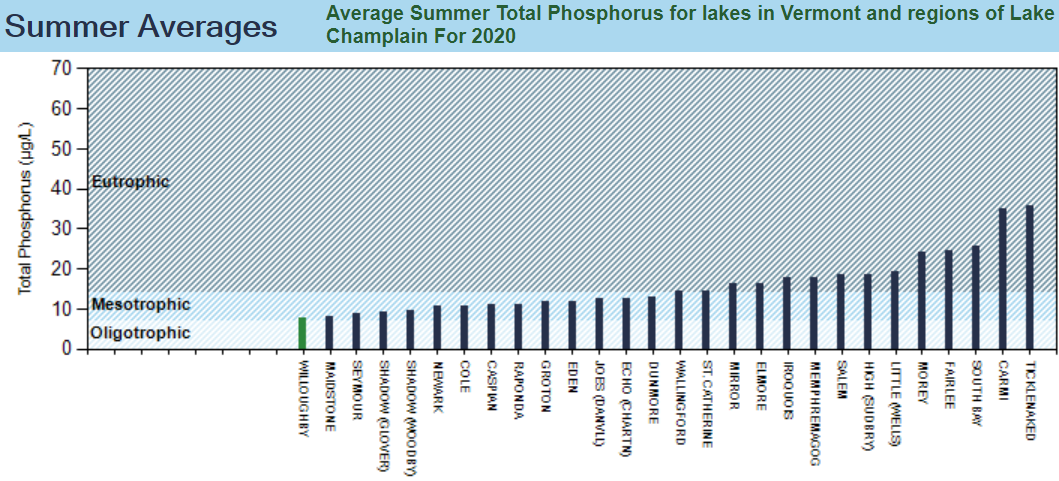 Summer Averages
Average Summer Total Phosphorus for lakes in Vermont and regions of Lake
Champlain For 2020
Total Phosphorus (µg/L)
70
60
50
40
30
20
10
0
Eutrophic
Mesotrophic
Oligotrophic
WILLOUGHBY
MAIDSTONE
SEYMOUR
SHADOW (GLOVER)
SHADOW (WOODBY)
NEWARK
COLE
CASPIAN
RAPONDA
GROTON
EDEN
JOES (DANVLL)
ECHO (CHARTN)
DUNMORE
WALLINGFORD
ST. CATHERINE
MIRROR
ELMORE
IROQUOIS
MEMPHREMAGOG
SALEM
HIGH (SUDBRY)
LITTLE (WELLS)
MOREY
FAIRLEE
SOUTH BAY
CARMI
TICKLENAKED